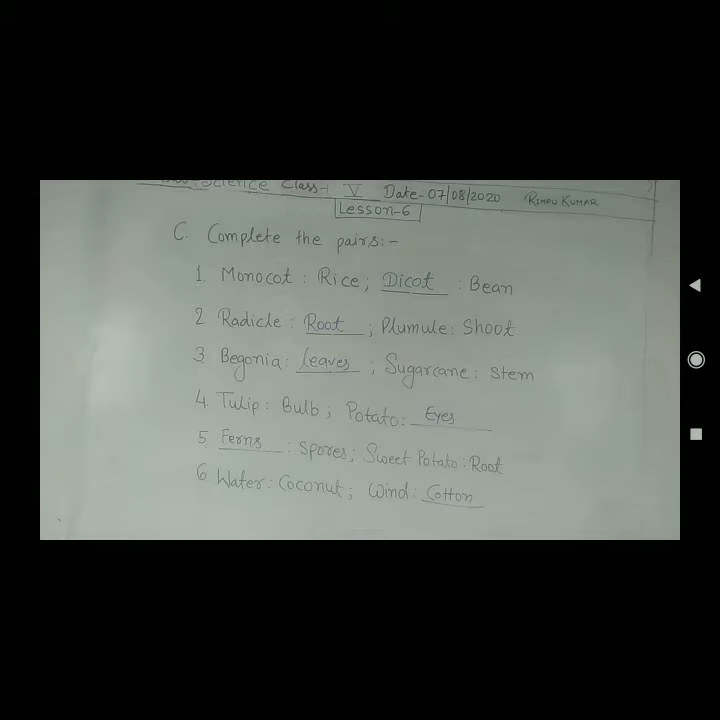 Science Class:- V Date- 07/08/2020 RIMPU KUMAR
Lesson-6
C. Complete the pairs:-
1. Monocot : Rice; Dicot : Bean
2 Radicle : Root ; Plumule : Shoot
3. Begonia : leaves ; Sugarcane : Stem
4. Tulip : Bulb ; Potato : Eyes
5. Ferns : Spores; Sweet Potato : Root
6 Water : Coconut ; Wind : Cotton